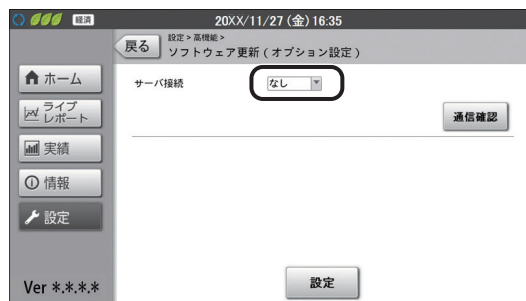 経済
20XX/11/27 (金) 16:35
戻る
設定 > 高機能 >
ソフトウェア更新 ( オプション設定 )
ホーム
ライブ
レポート
実績
情報
設定
Ver *.*.*.*
サーバ接続
なし
通信確認
設定